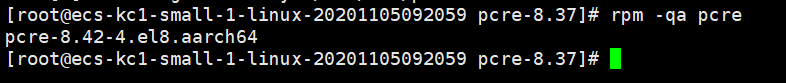 [root@ecs-kc1-small-1-linux-20201105092059 pcre-8.37]# rpm -qa pcre
pcre-8.42-4.el8.aarch64
[root@ecs-kc1-small-1-linux-20201105092059 pcre-8.37]#